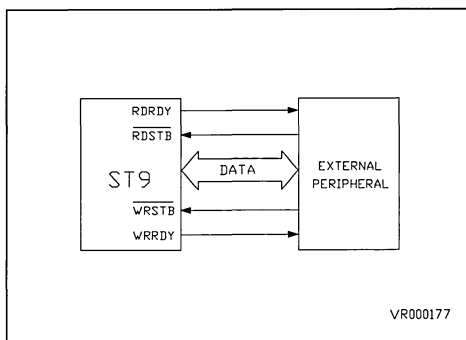 RDRDY
RDSTB
ST9
DATA
EXTERNAL
PERIPHERAL
WRSTB
WRRDY
VR000177